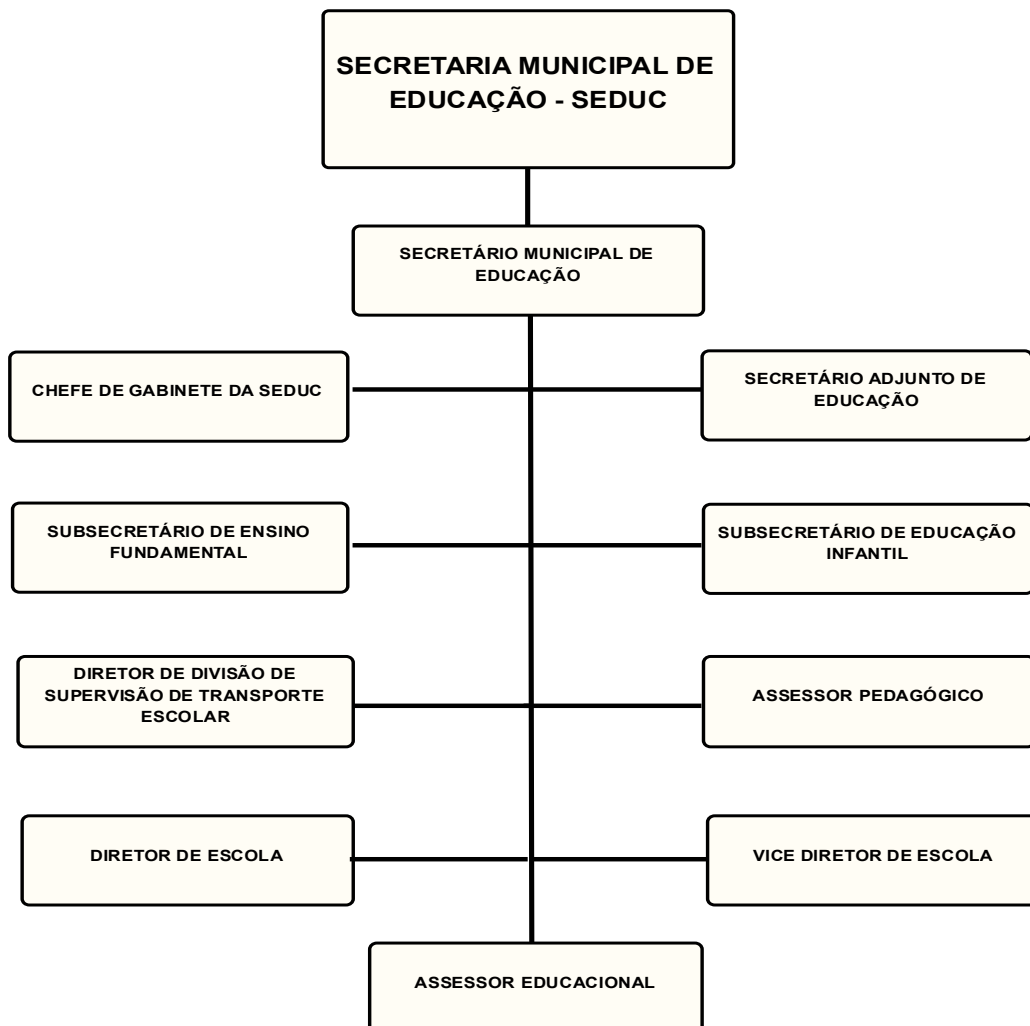 SECRETARIA MUNICIPAL DE
EDUCAÇÃO - SEDUC
SECRETÁRIO MUNICIPAL DE
EDUCAÇÃO
CHEFE DE GABINETE DA SEDUC
SECRETÁRIO ADJUNTO DE
EDUCAÇÃO
SUBSECRETÁRIO DE ENSINO
FUNDAMENTAL
SUBSECRETÁRIO DE EDUCAÇÃO
INFANTIL
DIRETOR DE DIVISÃO DE
SUPERVISÃO DE TRANSPORTE
ESCOLAR
ASSESSOR PEDAGÓGICO
DIRETOR DE ESCOLA
VICE DIRETOR DE ESCOLA
ASSESSOR EDUCACIONAL